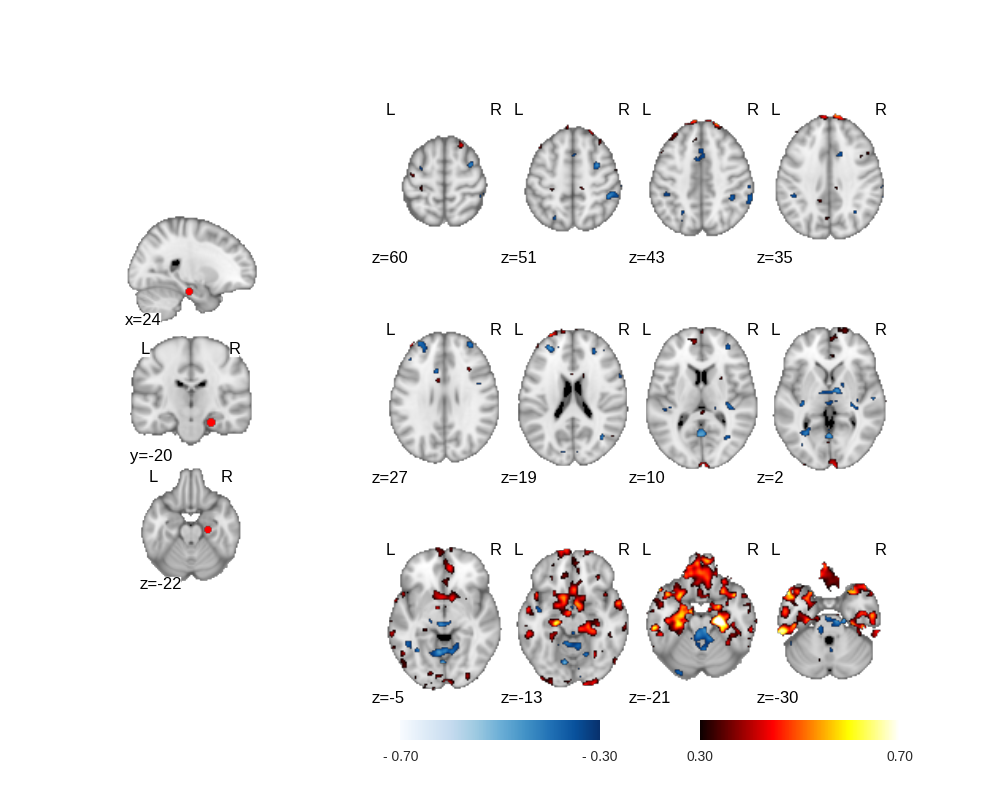 L R L R L R L R
z=60 z=51 z=43 z=35
x=24
L R
y=-20
L R
z=-22
L R L R L R L R
z=27 z=19 z=10 z=2
L R L R L R L R
z=-5 z=-13 z=-21 z=-30
- 0.70 - 0.30 0.30 0.70